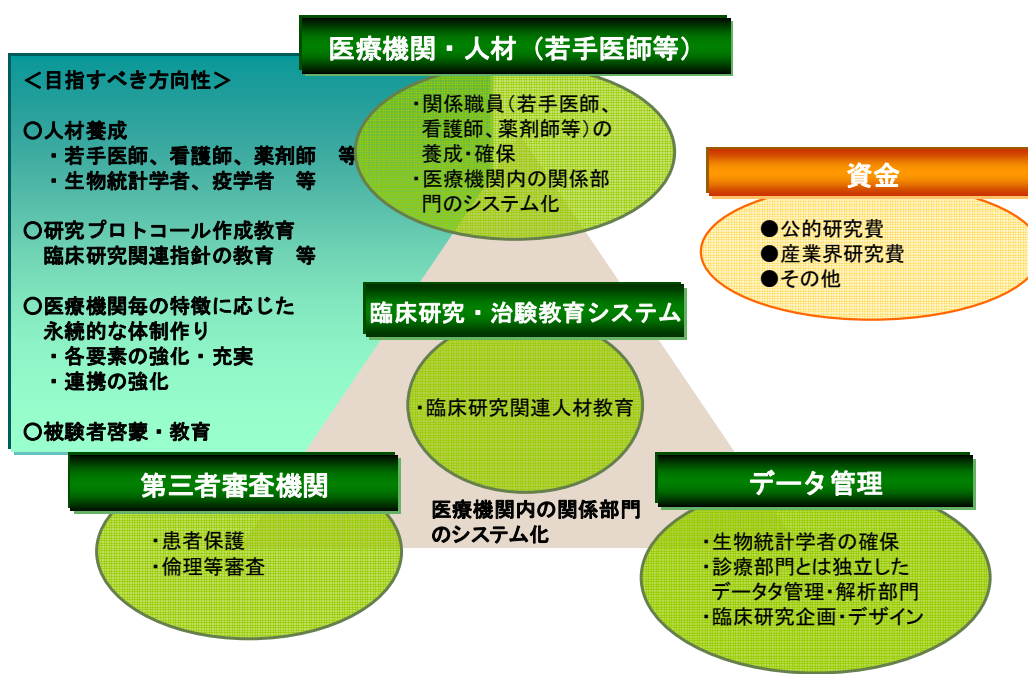 医療機関・人材（若手医師等）
＜目指すべき方向性＞
○人材養成
・若手医師、看護師、薬剤師　等
・生物統計学者、疫学者　等
○研究プロトコール作成教育
臨床研究関連指針の教育　等
○医療機関毎の特徴に応じた
永続的な体制作り
・各要素の強化・充実
・連携の強化
○被験者啓蒙・教育
・関係職員（若手医師、
看護師、薬剤師等）の
養成・確保
・医療機関内の関係部
門のシステム化
資金
●公的研究費
●産業界研究費
●その他
臨床研究・治験教育システム
・臨床研究関連人材教育
医療機関内の関係部門
のシステム化
第三者審査機関
・患者保護
・倫理等審査
データ管理
・生物統計学者の確保
・診療部門とは独立した
データタ管理・解析部門
・臨床研究企画・デザイン